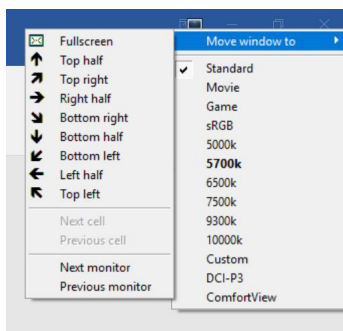 Fullscreen
Top half
Top right
Right half
Bottom right
Bottom half
Bottom left
Left half
Top left
Next cell
Previous cell
Next monitor
Previous monitor
Move window to
Standard
Movie
Game
sRGB
5000k
5700k
6500k
7500k
9300k
10000k
Custom
DCI-P3
ComfortView